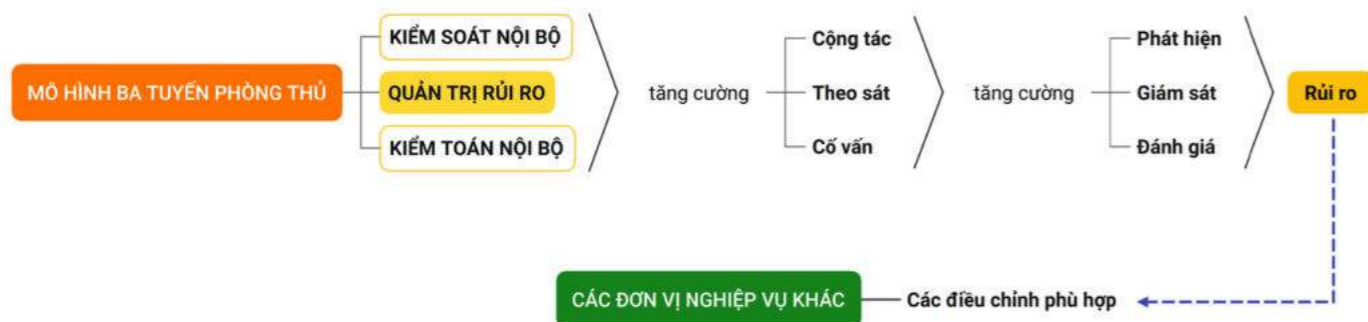 MÔ HÌNH BA TUYẾN PHÒNG THỦ
KIỂM SOÁT NỘI BỘ
QUẢN TRỊ RỦI RO
KIỂM TOÁN NỘI BỘ
tăng cường
Cộng tác
Theo sát
Cố vấn
tăng cường
Phát hiện
Giám sát
Đánh giá
Rủi ro
CÁC ĐƠN VỊ NGHIỆP VỤ KHÁC
Các điều chỉnh phù hợp